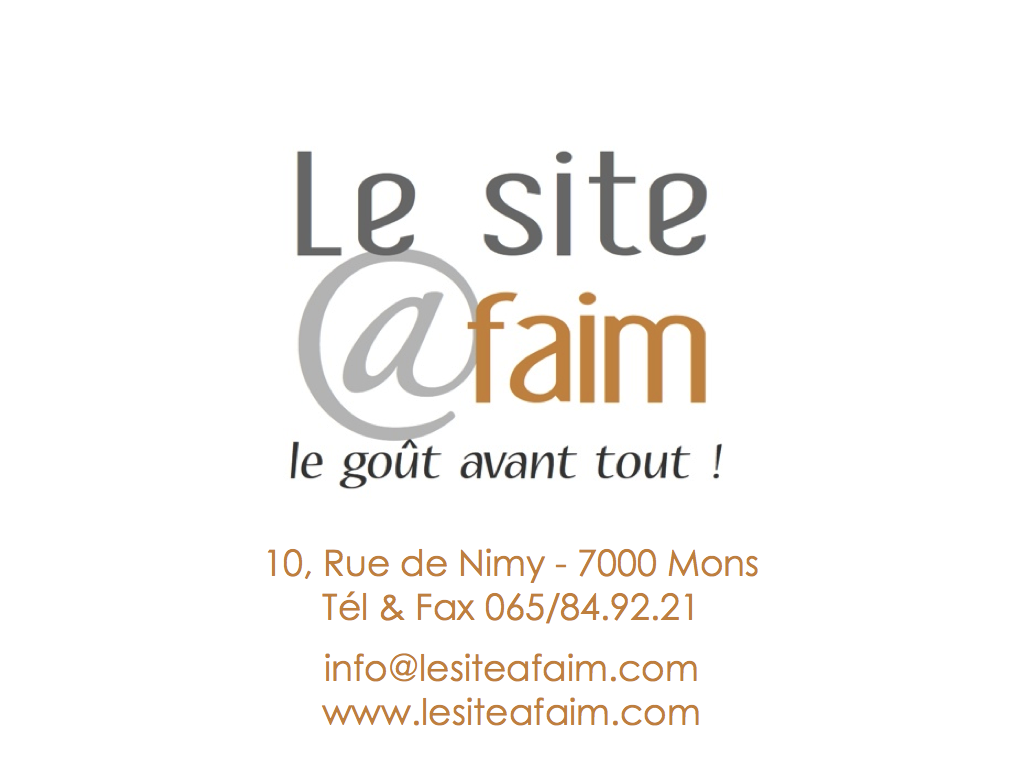 Le site
@faim
le goût avant tout !
10, Rue de Nimy - 7000 Mons
Tél & Fax 065/84.92.21
info@lesiteafaim.com
www.lesiteafaim.com